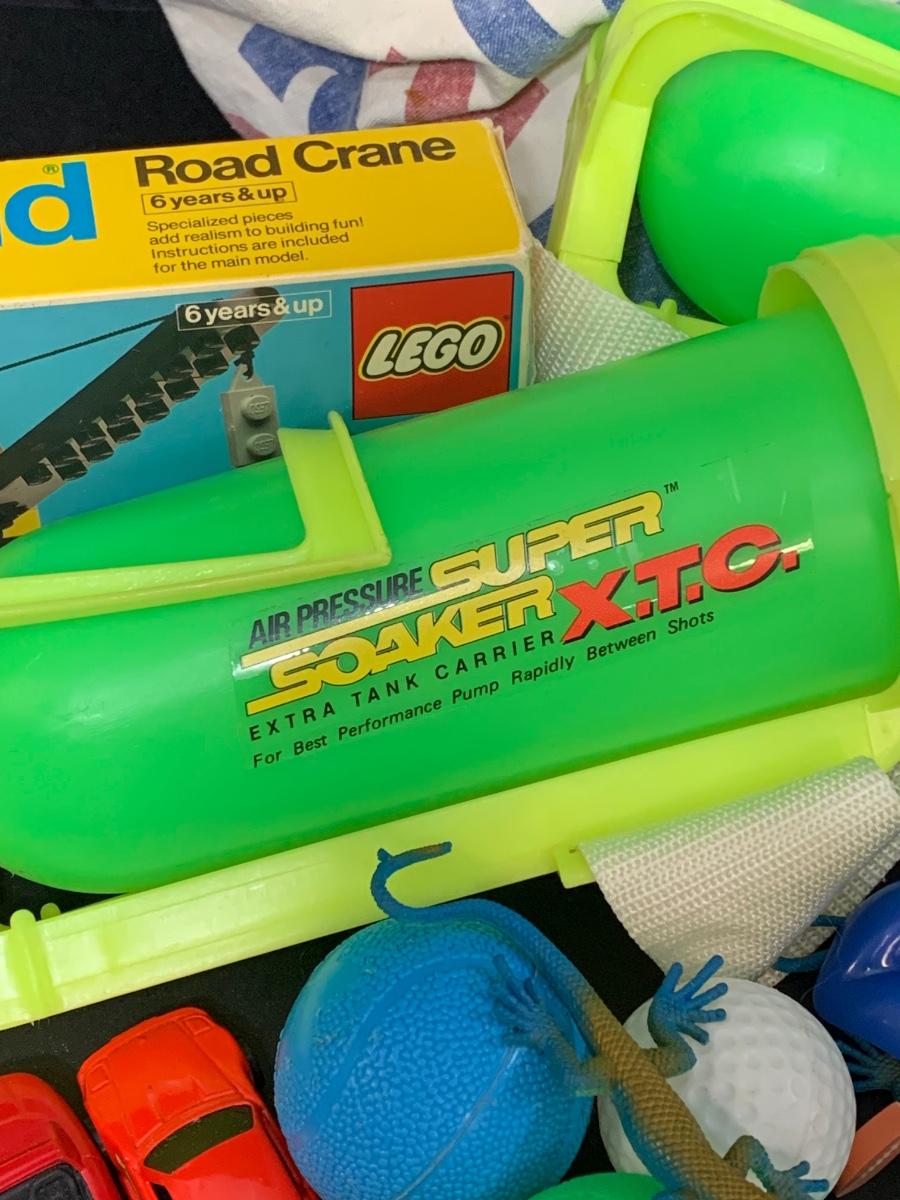 d®
Road Crane
6 years & up
Specialized pieces
add realism to building fun!
Instructions are included
for the main model.
6 years & up
LEGO®
AIR PRESSURE SUPER™
SOAKER X.T.C.
EXTRA TANK CARRIER
For Best Performance Pump Rapidly Between Shots